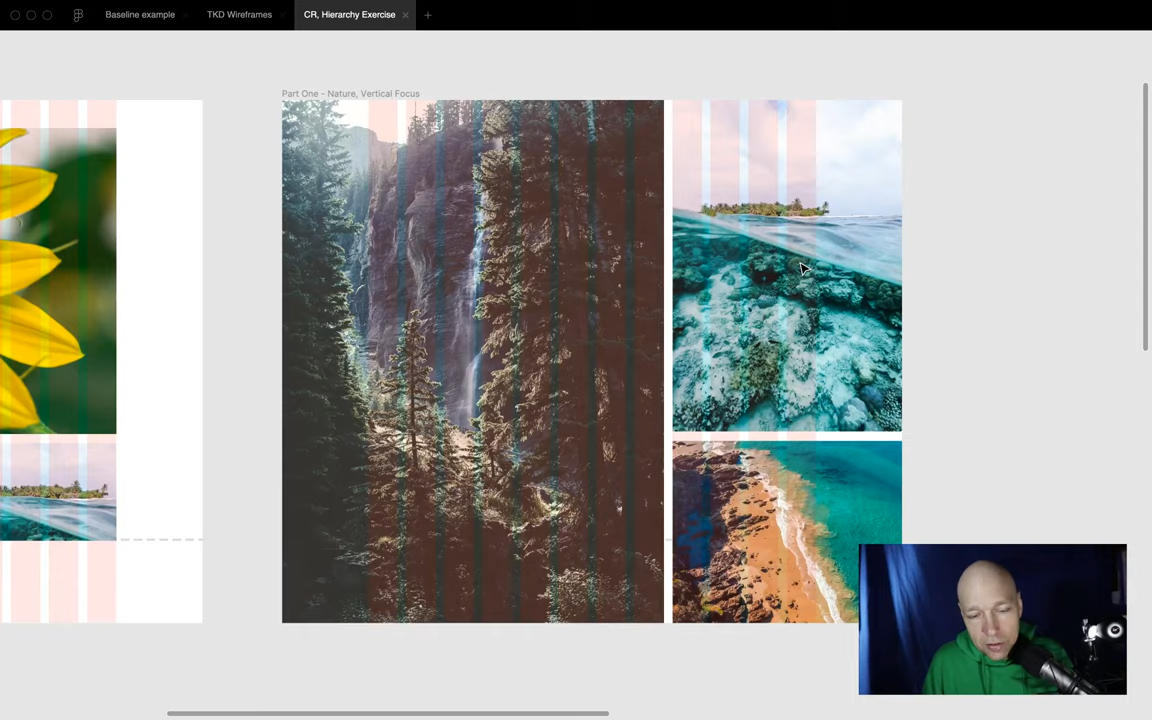 Baseline example
TKD Wireframes
CR, Hierarchy Exercise
Part One - Nature, Vertical Focus